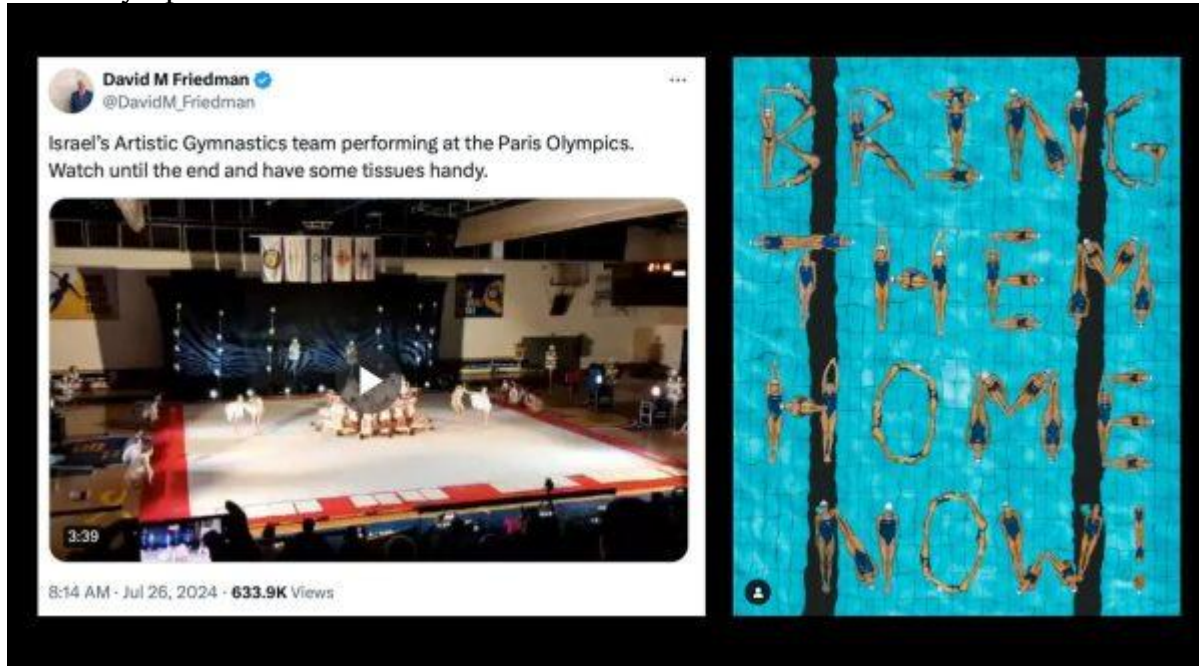 David M Friedman
@DavidM_Friedman
Israel's Artistic Gymnastics team performing at the Paris Olympics.
Watch until the end and have some tissues handy.
3:39
8:14 AM · Jul 26, 2024 · 633.9K Views
BRING
THEM
HOME
NOW!